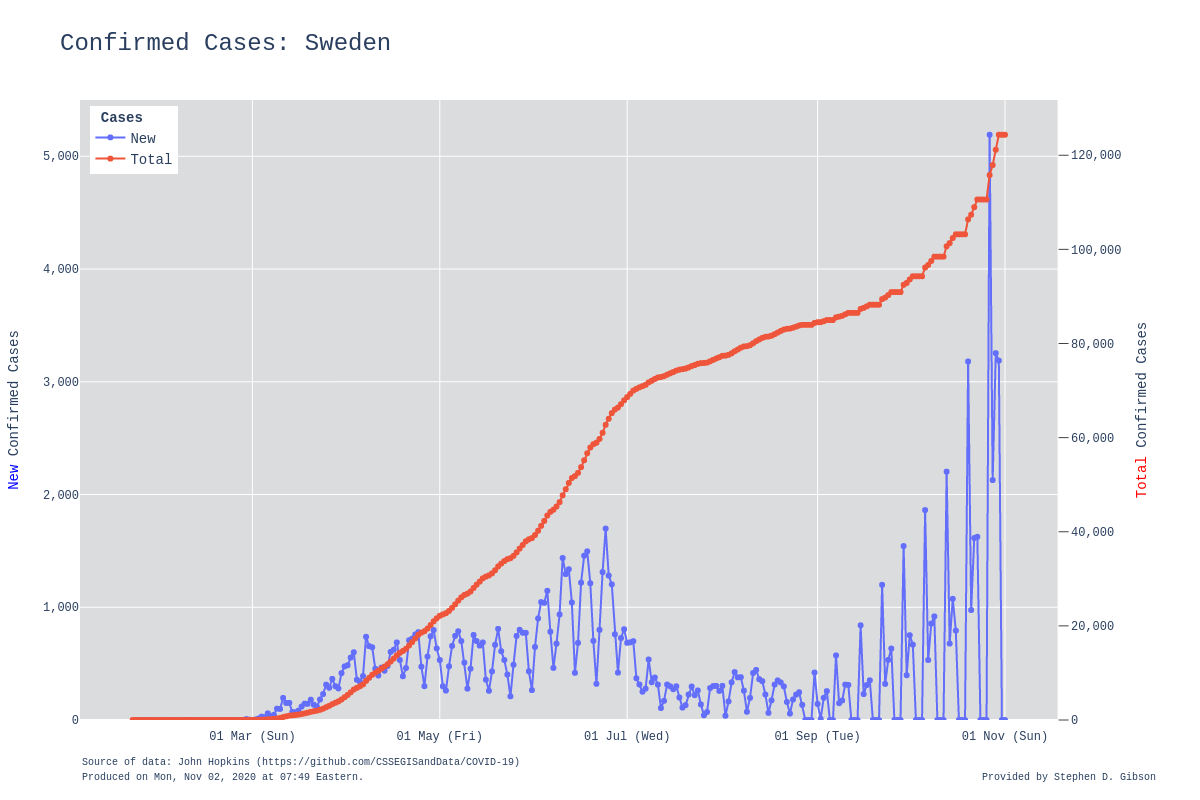 Confirmed Cases: Sweden
Cases
New
Total
5,000
4,000
3,000
2,000
1,000
0
New Confirmed Cases
120,000
100,000
80,000
60,000
40,000
20,000
0
Total Confirmed Cases
01 Mar (Sun)
01 May (Fri)
01 Jul (Wed)
01 Sep (Tue)
01 Nov (Sun)
Source of data: John Hopkins (https://github.com/CSSEGISandData/COVID-19)
Produced on Mon, Nov 02, 2020 at 07:49 Eastern.
Provided by Stephen D. Gibson